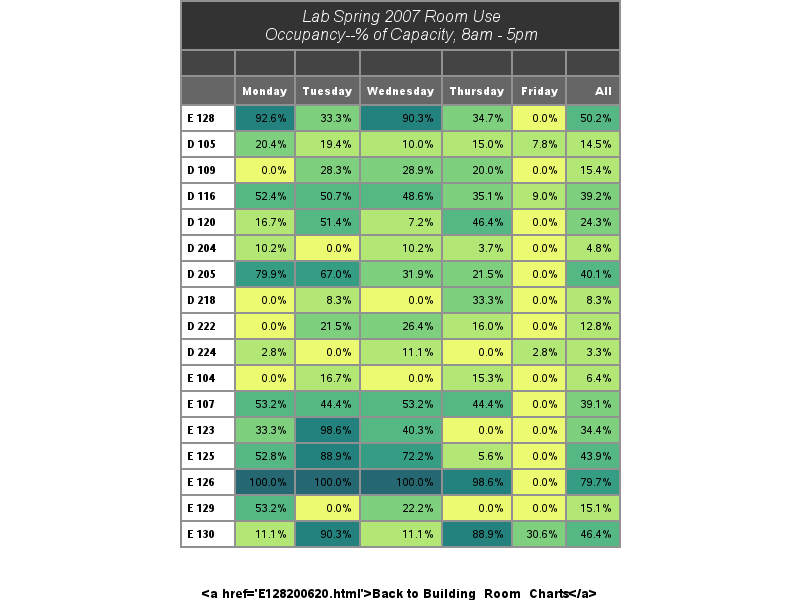 Lab Spring 2007 Room Use
Occupancy--% of Capacity, 8am - 5pm
Monday Tuesday Wednesday Thursday Friday All
E 128 92.6% 33.3% 90.3% 34.7% 0.0% 50.2%
D 105 20.4% 19.4% 10.0% 15.0% 7.8% 14.5%
D 109 0.0% 28.3% 28.9% 20.0% 0.0% 15.4%
D 116 52.4% 50.7% 48.6% 35.1% 9.0% 39.2%
D 120 16.7% 51.4% 7.2% 46.4% 0.0% 24.3%
D 204 10.2% 0.0% 10.2% 3.7% 0.0% 4.8%
D 205 79.9% 67.0% 31.9% 21.5% 0.0% 40.1%
D 218 0.0% 8.3% 0.0% 33.3% 0.0% 8.3%
D 222 0.0% 21.5% 26.4% 16.0% 0.0% 12.8%
D 224 2.8% 0.0% 11.1% 0.0% 2.8% 3.3%
E 104 0.0% 16.7% 0.0% 15.3% 0.0% 6.4%
E 107 53.2% 44.4% 53.2% 44.4% 0.0% 39.1%
E 123 33.3% 98.6% 40.3% 0.0% 0.0% 34.4%
E 125 52.8% 88.9% 72.2% 5.6% 0.0% 43.9%
E 126 100.0% 100.0% 100.0% 98.6% 0.0% 79.7%
E 129 53.2% 0.0% 22.2% 0.0% 0.0% 15.1%
E 130 11.1% 90.3% 11.1% 88.9% 30.6% 46.4%
<a href='E128200620.html'>Back to Building_Room_Charts</a>